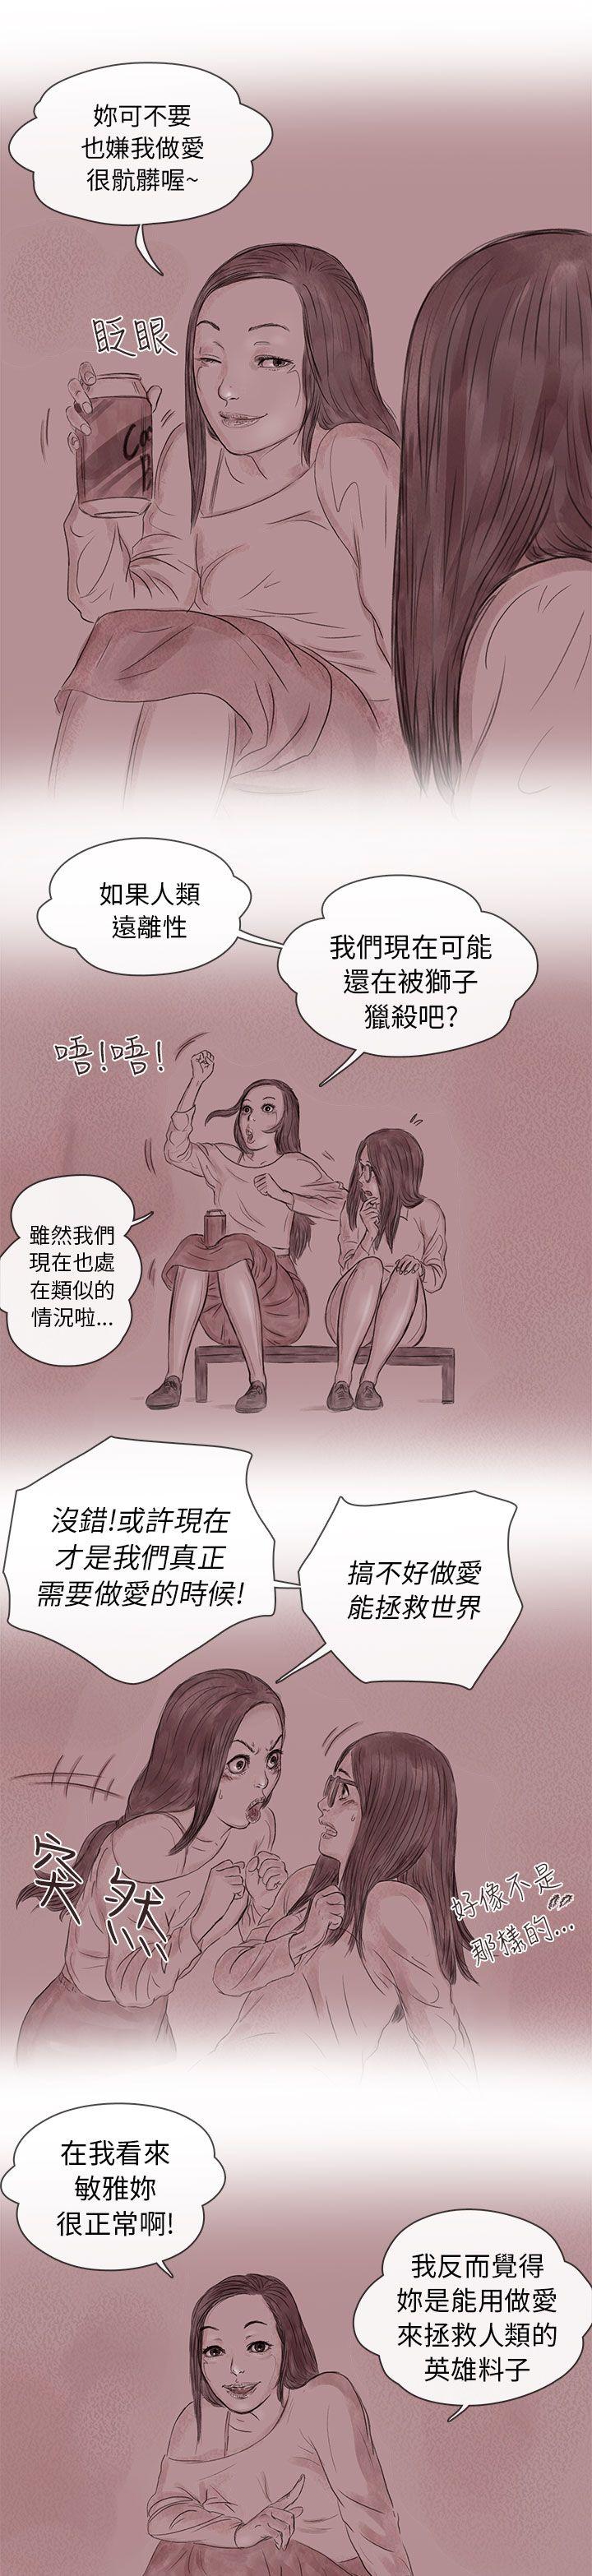 妳可不要
也嫌我做愛
很骯髒喔~
眨眼
如果人類
遠離性
我們現在可能
還在被獅子
獵殺吧?
唔!唔!
雖然我們
現在也處
在類似的
情況啦...
沒錯!或許現在
才是我們真正
需要做愛的時候!
搞不好做愛
能拯救世界
突然
好像不是
那樣的...
在我看來
敏雅妳
很正常啊!
我反而覺得
妳是能用做愛
來拯救人類的
英雄料子